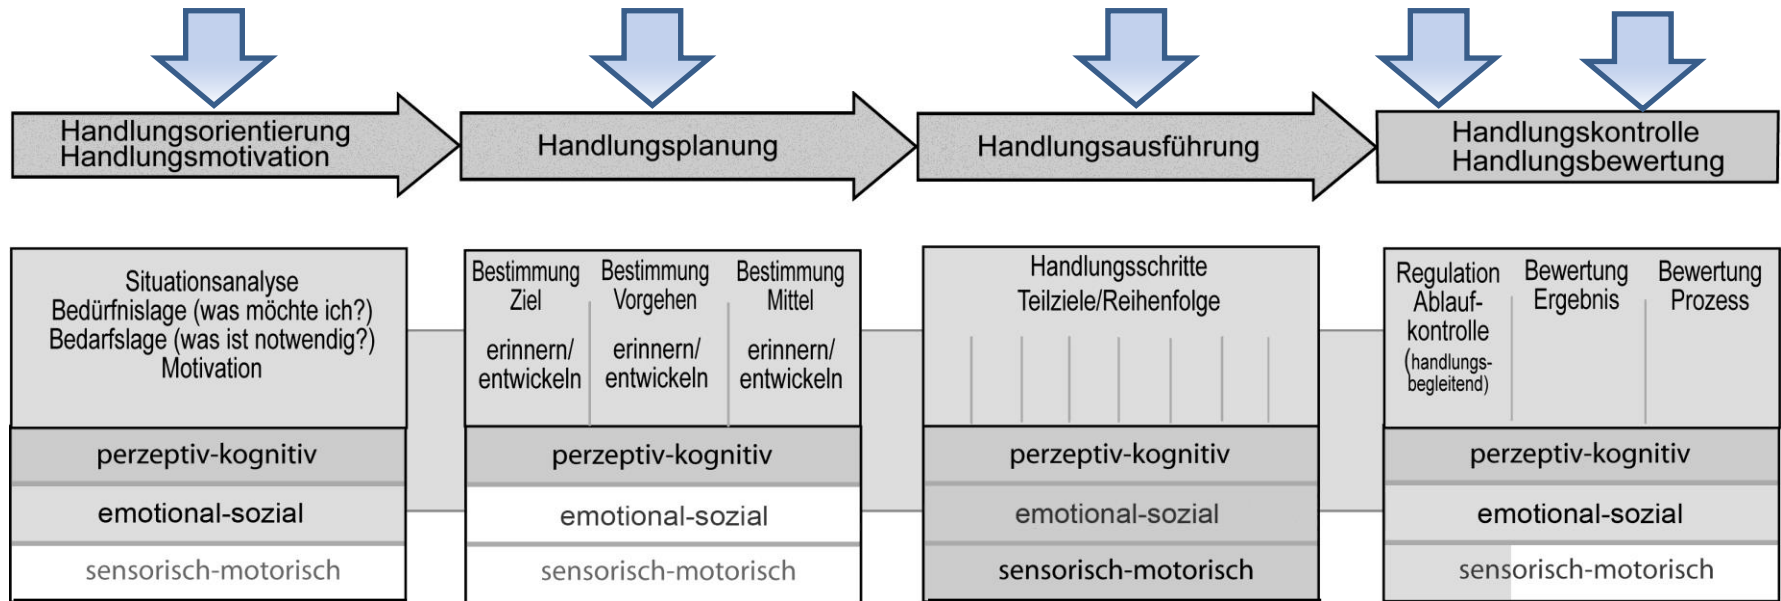 Handlungsorientierung
Handlungsmotivation
Handlungsplanung
Handlungsausführung
Handlungskontrolle
Handlungsbewertung
Situationsanalyse
Bedürfnislage (was möchte ich?)
Bedarfslage (was ist notwendig?)
Motivation
perzeptiv-kognitiv
emotional-sozial
sensorisch-motorisch
Bestimmung
Ziel
erinnern/
entwickeln
Bestimmung
Vorgehen
erinnern/
entwickeln
Bestimmung
Mittel
erinnern/
entwickeln
perzeptiv-kognitiv
emotional-sozial
sensorisch-motorisch
Handlungsschritte
Teilziele/Reihenfolge
perzeptiv-kognitiv
emotional-sozial
sensorisch-motorisch
Regulation
Ablauf-
kontrolle
(handlungs-
begleitend)
Bewertung
Ergebnis
Bewertung
Prozess
perzeptiv-kognitiv
emotional-sozial
sensorisch-motorisch